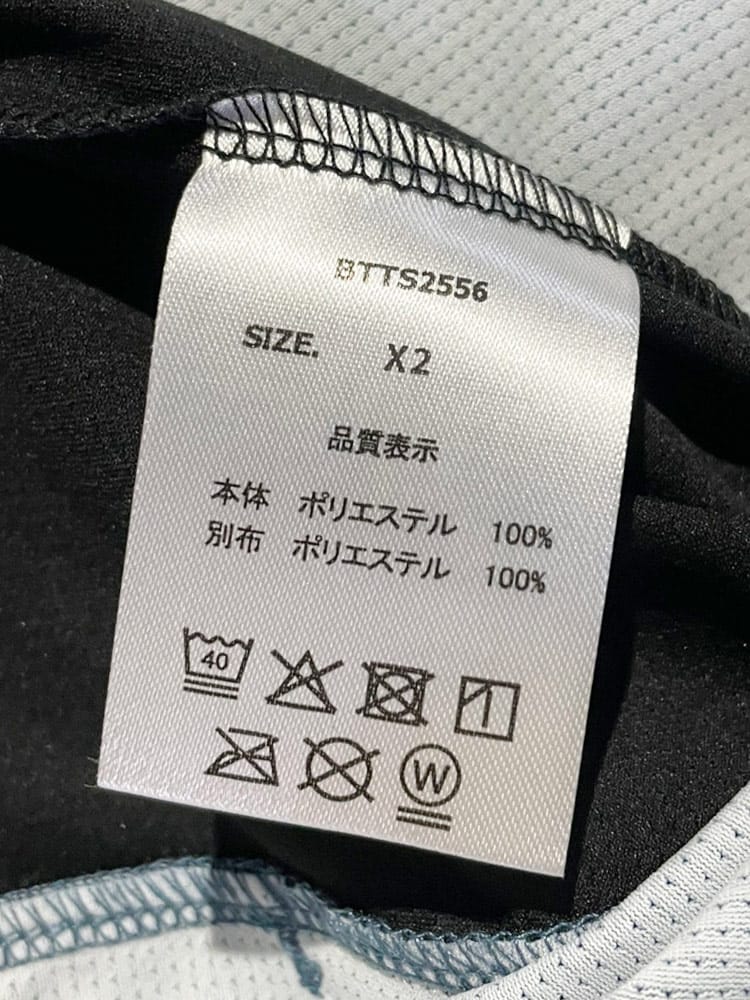 BTTS2556
SIZE. X2
品質表示
本体 ポリエステル 100%
別布 ポリエステル 100%
40
W